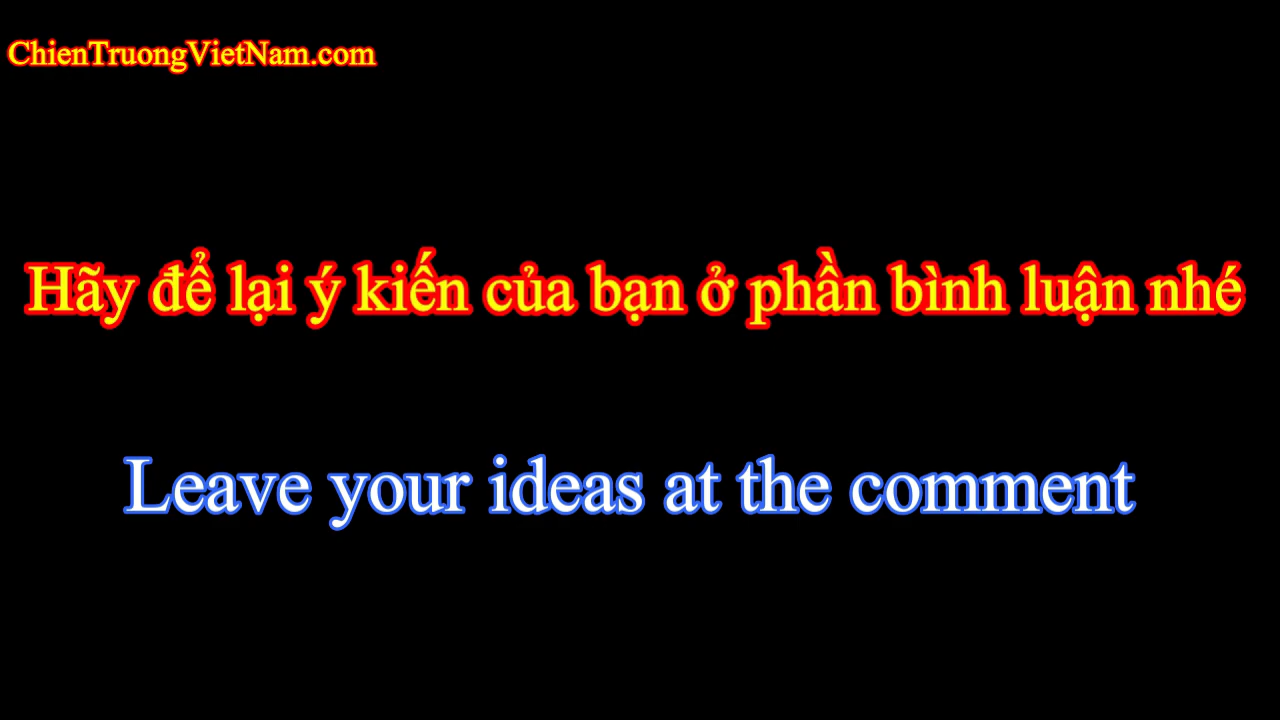 ChienTruongVietNam.com
Hãy để lại ý kiến của bạn ở phần bình luận nhé
Leave your ideas at the comment